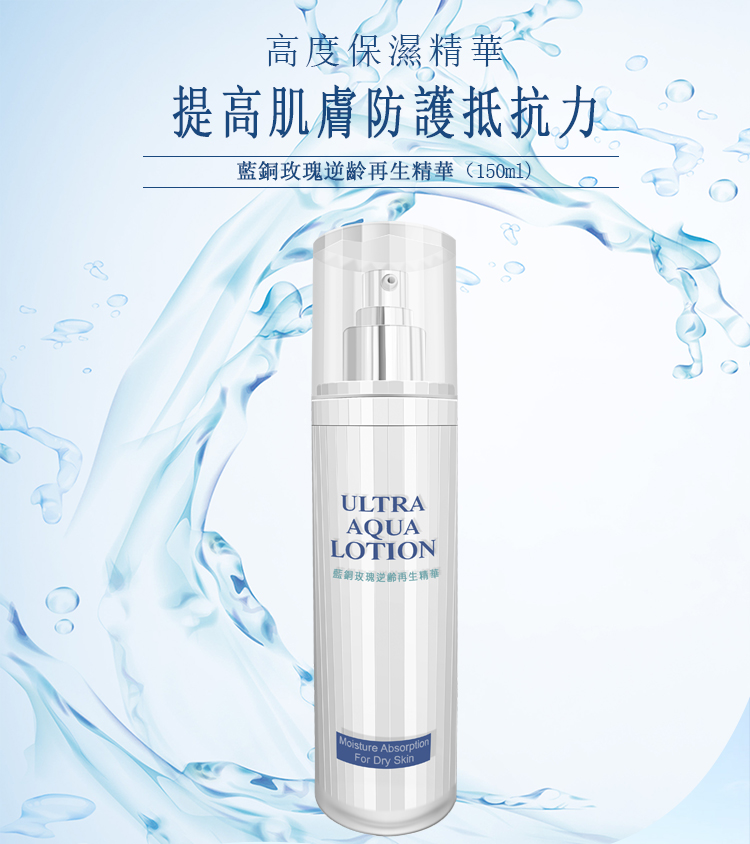 高度保濕精華
提高肌膚防護抵抗力
藍銅玫瑰逆齡再生精華（150ml）
ULTRA
AQUA
LOTION
藍銅玫瑰逆齡再生精華
Moisture Absorption
For Dry Skin